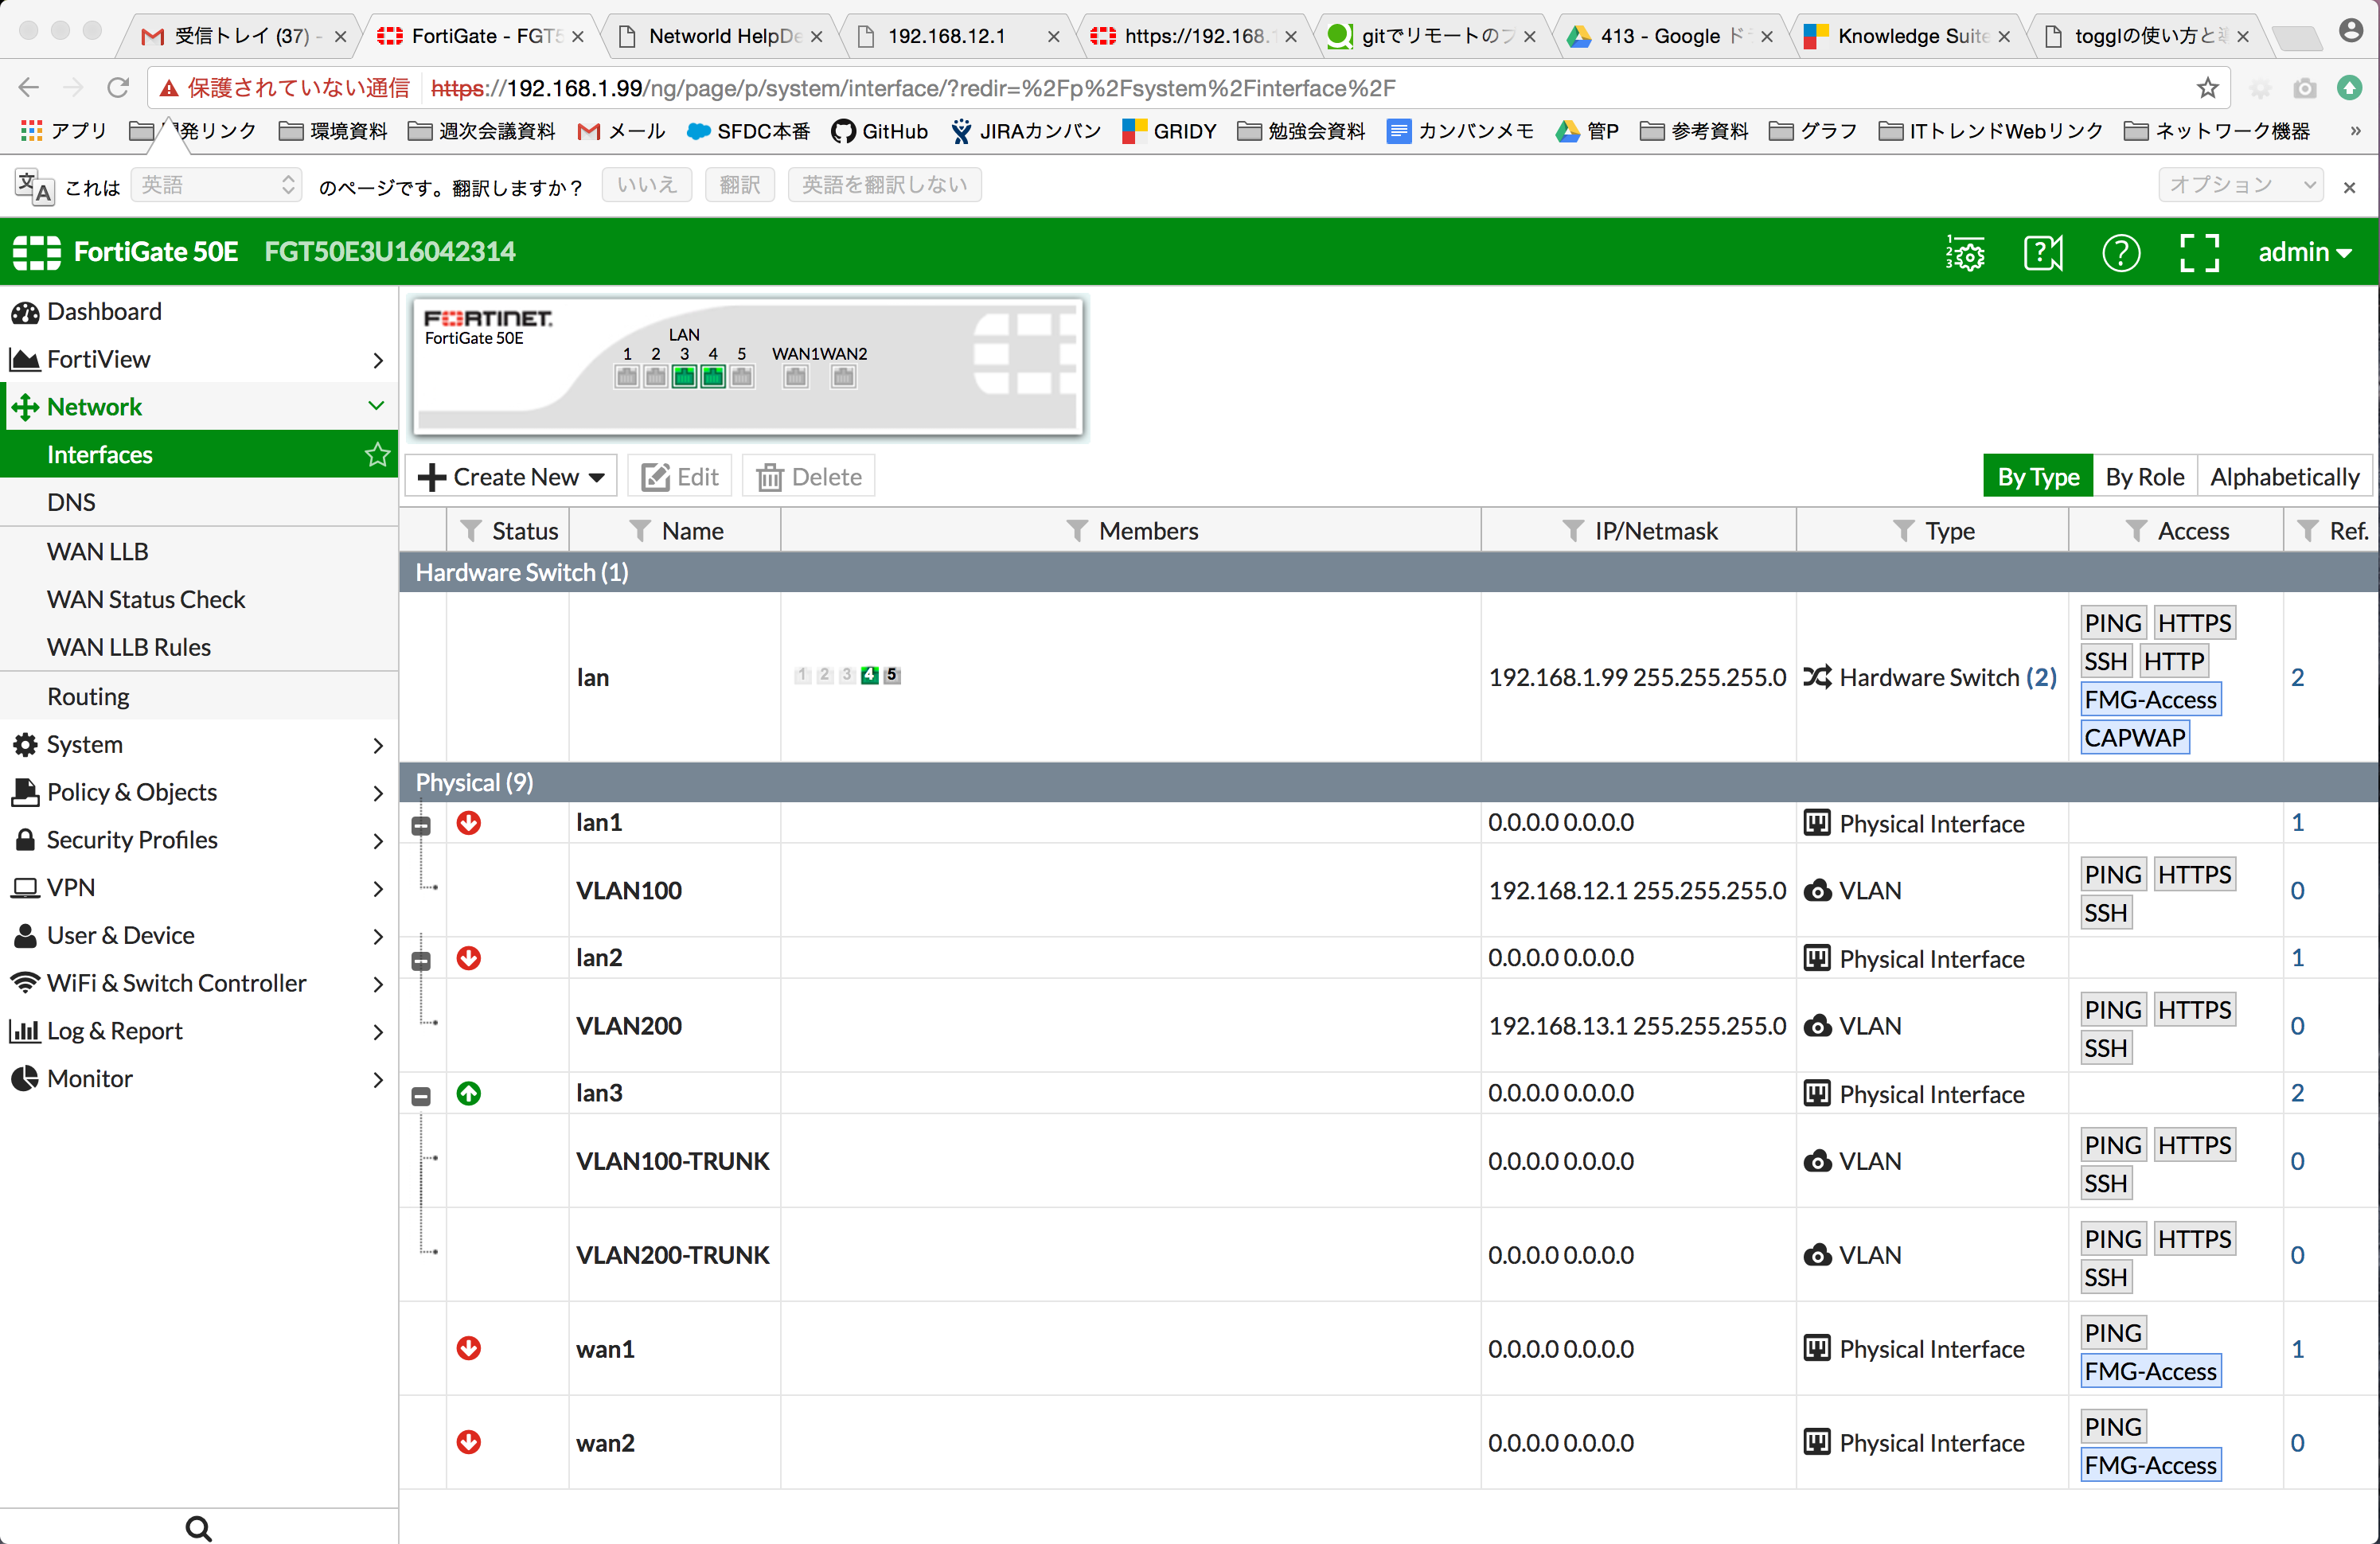 受信トレイ (37) -
FortiGate - FGT5
Networld HelpDe
192.168.12.1
https://192.168.1
gitでリモートのブ
413 - Google ド
Knowledge Suite
togglの使い方と
保護されていない通信 https://192.168.1.99/ng/page/p/system/interface/?redir=%2Fp%2Fsystem%2Finterface%2F
アプリ 発リンク 環境資料 週次会議資料 メール SFDC本番 GitHub JIRAカンバン GRIDY 勉強会資料 カンバンメモ 管P 参考資料 グラフ ITトレンドWebリンク ネットワーク機器 »
これは 英語 のページです。翻訳しますか? いいえ 翻訳 英語を翻訳しない オプション
FortiGate 50E FGT50E3U16042314 admin
Dashboard
FortiView
Network
Interfaces
DNS
WAN LLB
WAN Status Check
WAN LLB Rules
Routing
System
Policy & Objects
Security Profiles
VPN
User & Device
WiFi & Switch Controller
Log & Report
Monitor
FORTINET
FortiGate 50E
LAN
1 2 3 4 5 WAN1 WAN2
Create New Edit Delete By Type By Role Alphabetically
Status Name Members IP/Netmask Type Access Ref.
Hardware Switch (1)
lan 1 2 3 4 5 192.168.1.99 255.255.255.0 Hardware Switch (2) PING HTTPS SSH HTTP FMG-Access CAPWAP 2
Physical (9)
lan1 0.0.0.0 0.0.0.0 Physical Interface 1
VLAN100 192.168.12.1 255.255.255.0 VLAN PING HTTPS SSH 0
lan2 0.0.0.0 0.0.0.0 Physical Interface 1
VLAN200 192.168.13.1 255.255.255.0 VLAN PING HTTPS SSH 0
lan3 0.0.0.0 0.0.0.0 Physical Interface 2
VLAN100-TRUNK 0.0.0.0 0.0.0.0 VLAN PING HTTPS SSH 0
VLAN200-TRUNK 0.0.0.0 0.0.0.0 VLAN PING HTTPS SSH 0
wan1 0.0.0.0 0.0.0.0 Physical Interface PING FMG-Access 1
wan2 0.0.0.0 0.0.0.0 Physical Interface PING FMG-Access 0